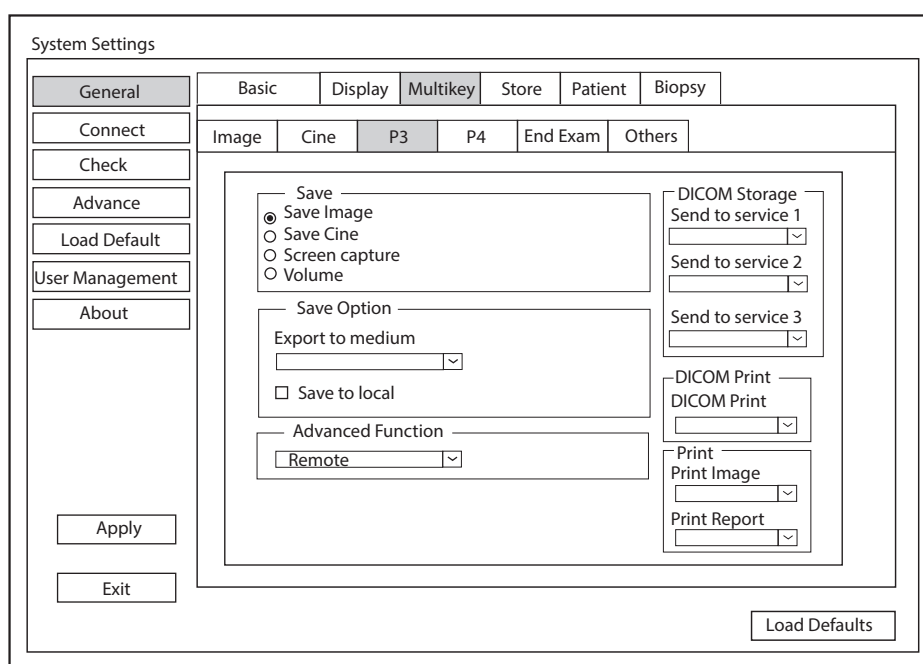 System Settings
General
Connect
Check
Advance
Load Default
User Management
About
Apply
Exit
Basic
Display
Multikey
Store
Patient
Biopsy
Image
Cine
P3
P4
End Exam
Others
Save
Save Image
Save Cine
Screen capture
Volume
Save Option
Export to medium
Save to local
Advanced Function
Remote
DICOM Storage
Send to service 1
Send to service 2
Send to service 3
DICOM Print
DICOM Print
Print
Print Image
Print Report
Load Defaults